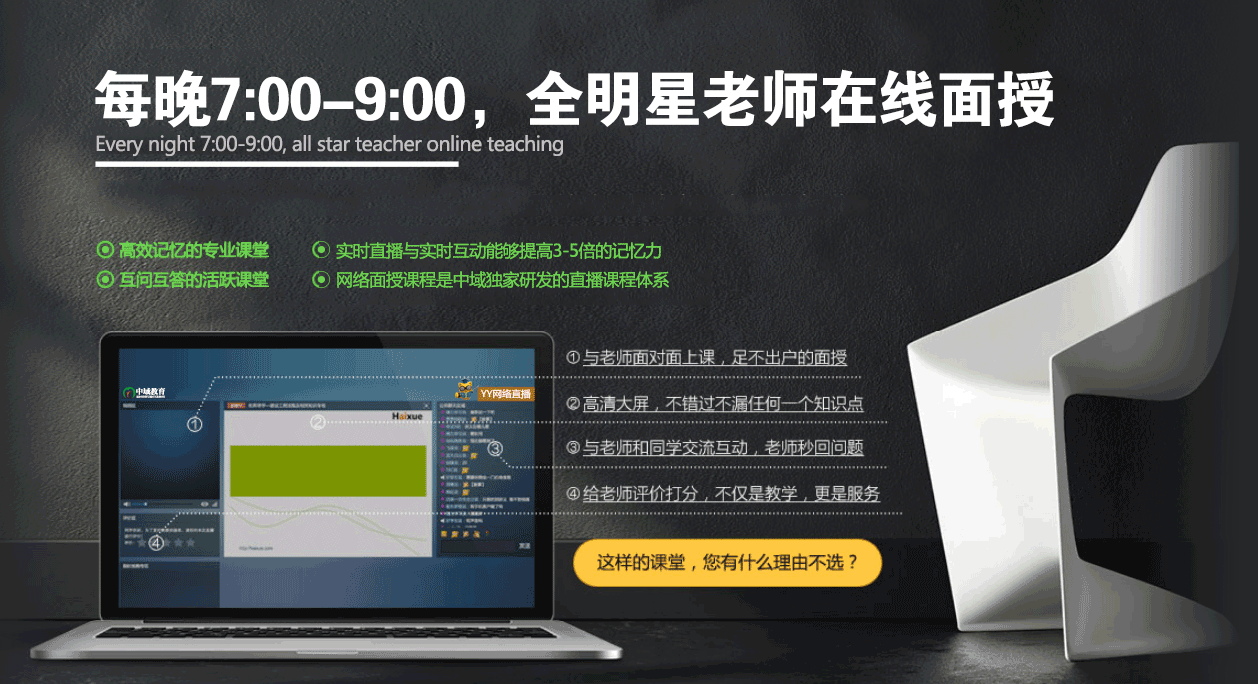 每晚7:00-9:00，全明星老师在线面授
Every night 7:00-9:00, all star teacher online teaching
高效记忆的专业课堂
实时直播与实时互动能够提高3-5倍的记忆力
互问互答的活跃课堂
网络面授课程是中域独家研发的直播课程体系
①与老师面对面上课，足不出户的面授
②高清大屏，不错过不漏任何一个知识点
③与老师和同学交流互动，老师秒回问题
④给老师评价打分，不仅是教学，更是服务
这样的课堂，您有什么理由不选？
中域教育
YY网络直播
Haixue
①
②
③
④
http://haixue.com